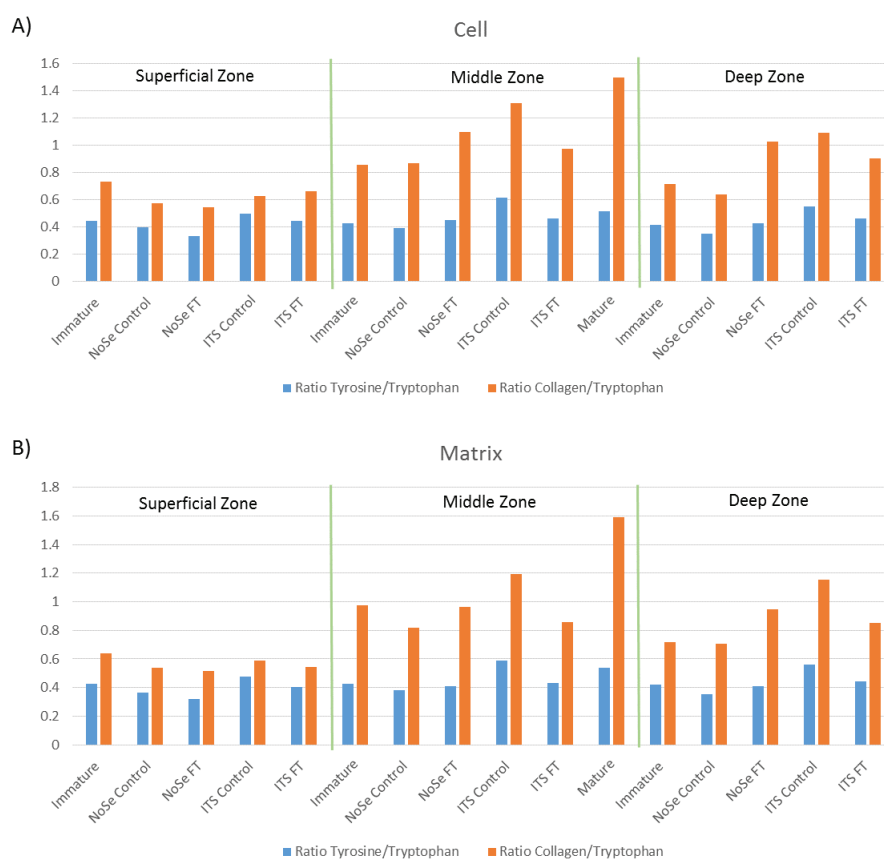 A)
Cell
Superficial Zone Middle Zone Deep Zone
1.6
1.4
1.2
1
0.8
0.6
0.4
0.2
0
Immature NoSe Control NoSe FT ITS Control ITS FT Immature NoSe Control NoSe FT ITS Control ITS FT Mature Immature NoSe Control NoSe FT ITS Control ITS FT
Ratio Tyrosine/Tryptophan Ratio Collagen/Tryptophan
B)
Matrix
Superficial Zone Middle Zone Deep Zone
1.8
1.6
1.4
1.2
1
0.8
0.6
0.4
0.2
0
Immature NoSe Control NoSe FT ITS Control ITS FT Immature NoSe Control NoSe FT ITS Control ITS FT Mature Immature NoSe Control NoSe FT ITS Control ITS FT
Ratio Tyrosine/Tryptophan Ratio Collagen/Tryptophan